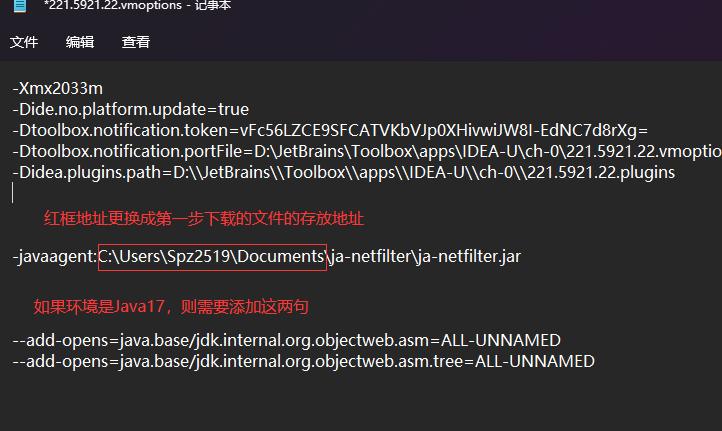 *221.5921.22.vmoptions - 记事本
文件 编辑 查看
-Xmx2033m
-Dide.no.platform.update=true
-Dtoolbox.notification.token=vFc56LZCE9SFCATVKbVJp0XHivwiJW8I-EdNC7d8rXg=
-Dtoolbox.notification.portFile=D:\JetBrains\Toolbox\apps\IDEA-U\ch-0\221.5921.22.vmoptio
-Didea.plugins.path=D:\\JetBrains\\Toolbox\\apps\\IDEA-U\\ch-0\\221.5921.22.plugins
红框地址更换成第一步下载的文件的存放地址
-javaagent:C:\Users\Spz2519\Documents\ja-netfilter\ja-netfilter.jar
如果环境是Java17，则需要添加这两句
--add-opens=java.base/jdk.internal.org.objectweb.asm=ALL-UNNAMED
--add-opens=java.base/jdk.internal.org.objectweb.asm.tree=ALL-UNNAMED